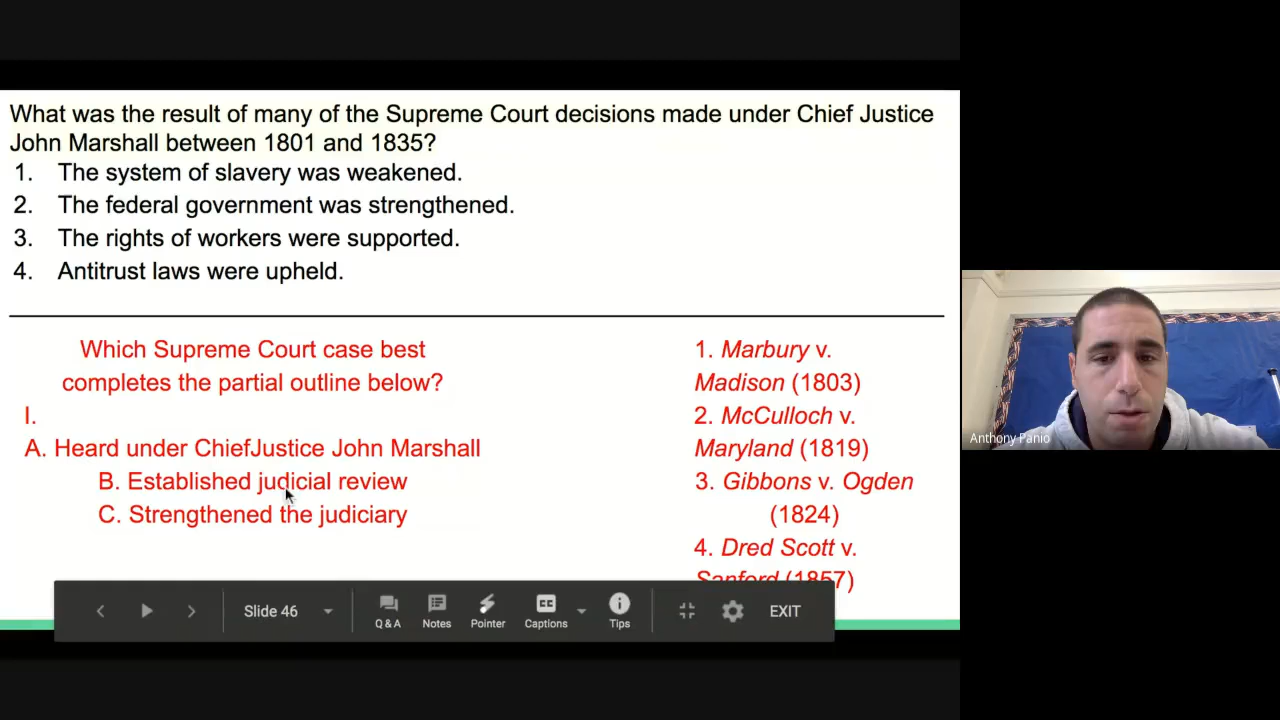 What was the result of many of the Supreme Court decisions made under Chief Justice
John Marshall between 1801 and 1835?
1. The system of slavery was weakened.
2. The federal government was strengthened.
3. The rights of workers were supported.
4. Antitrust laws were upheld.
Which Supreme Court case best
completes the partial outline below?
I.
A. Heard under ChiefJustice John Marshall
B. Established judicial review
C. Strengthened the judiciary
1. Marbury v.
Madison (1803)
2. McCulloch v.
Maryland (1819)
3. Gibbons v. Ogden
(1824)
4. Dred Scott v.
Sanford (1857)
Anthony Panio
Slide 46
Q & A
Notes
Pointer
CC
Captions
Tips
EXIT